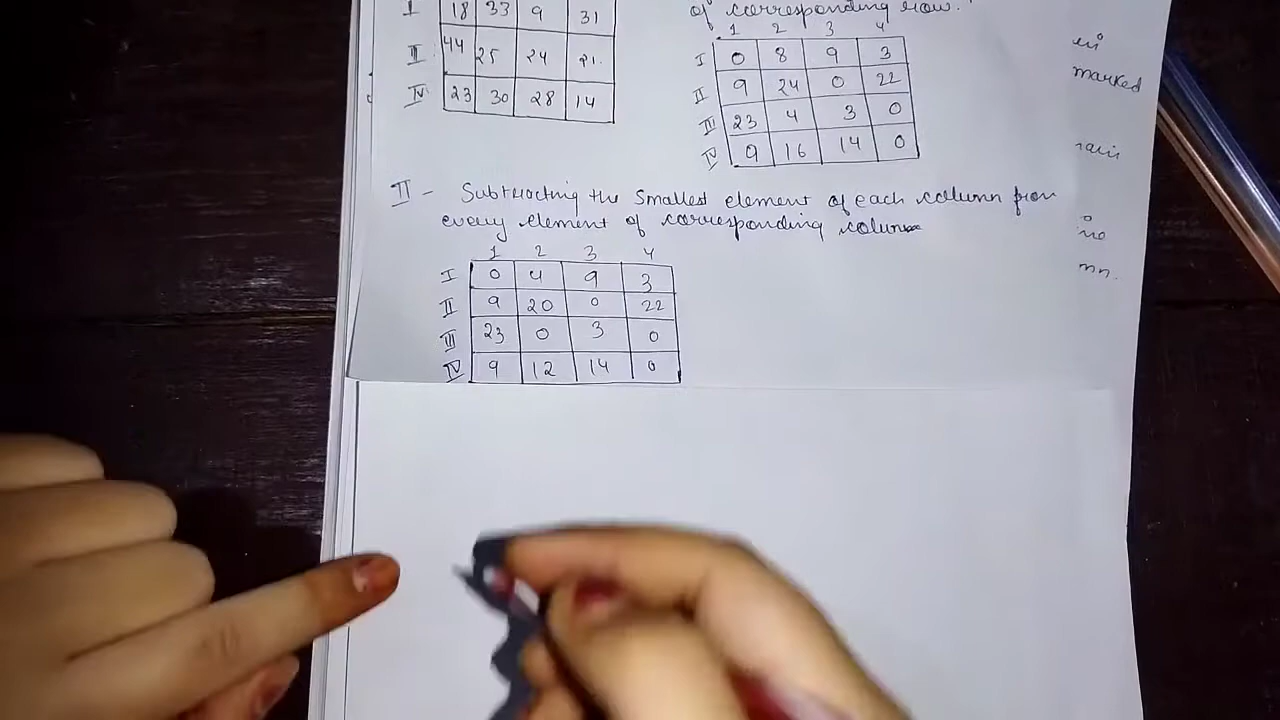 I 18 33 9 31
III 44 25 24 21
IV 23 30 28 14
of corresponding row.
1 2 3 4
I 0 8 9 3
II 9 24 0 22
III 23 4 3 0
IV 9 16 14 0
II - Subtracting the smallest element of each column from
every element of corresponding column
1 2 3 4
I 0 4 9 3
II 9 20 0 22
III 23 0 3 0
IV 9 12 14 0
marked